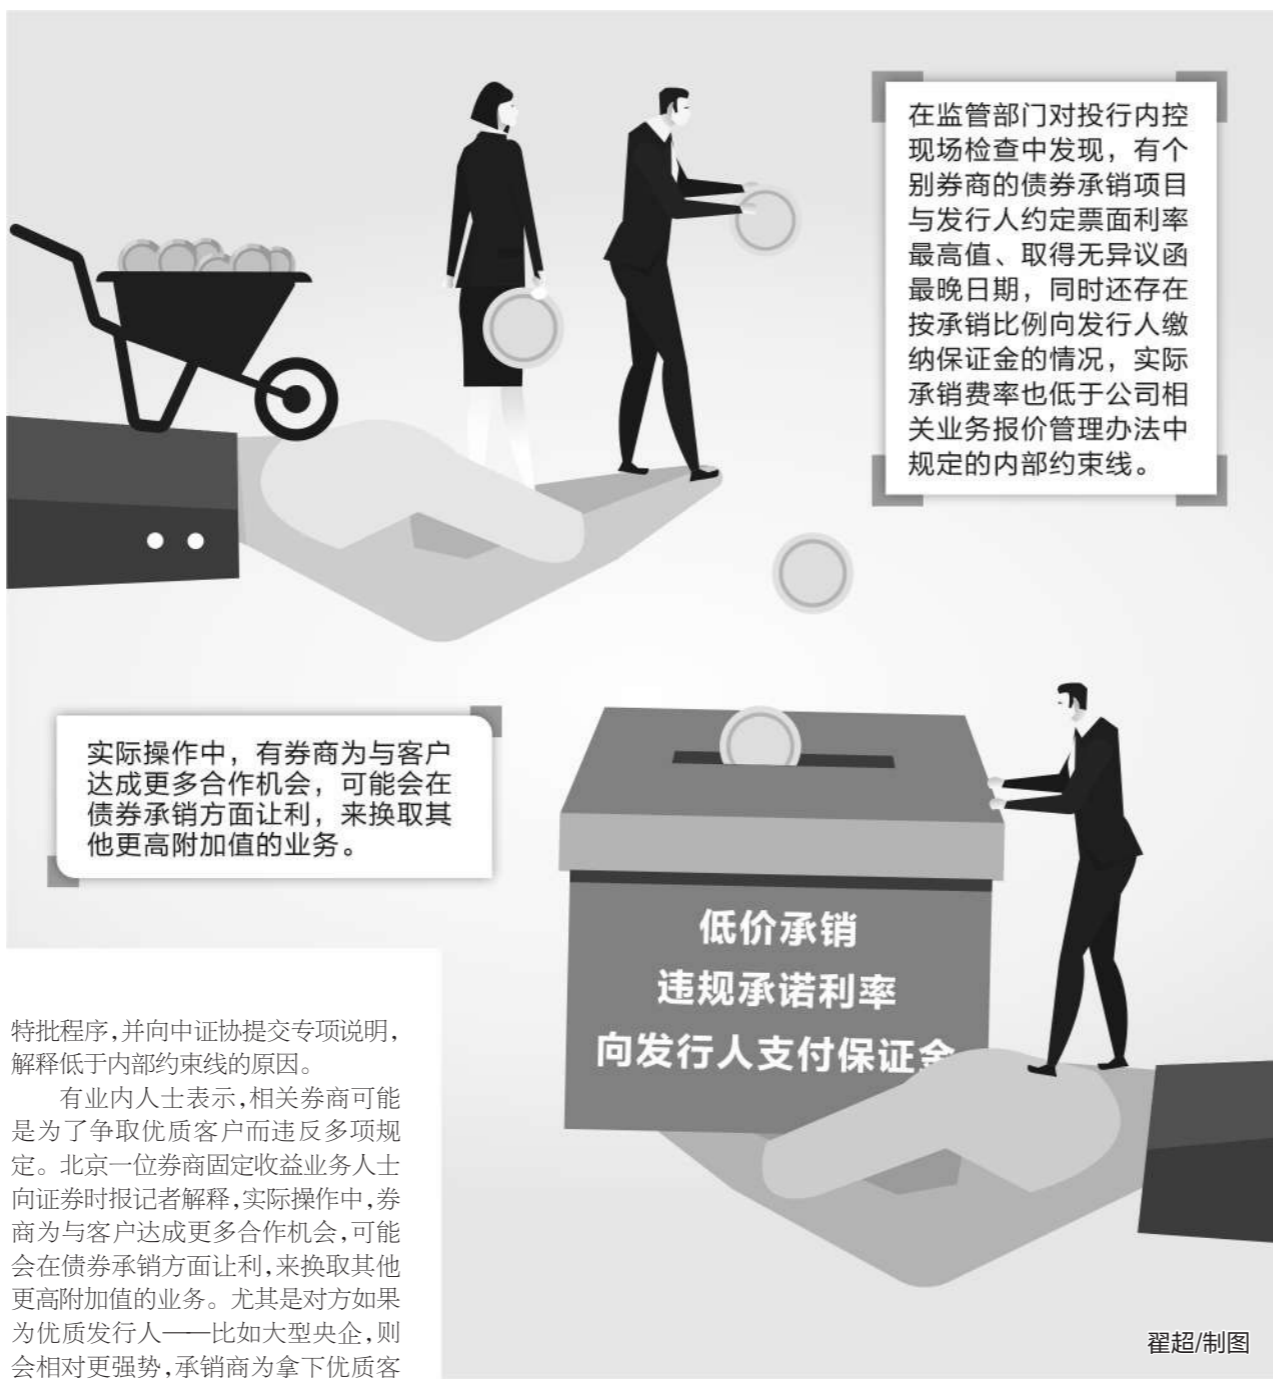 在监管部门对投行内控
现场检查中发现，有个
别券商的债券承销项目
与发行人约定票面利率
最高值、取得无异议函
最晚日期，同时还存在
按承销比例向发行人缴
纳保证金的情况，实际
承销费率也低于公司相
关业务报价管理办法中
规定的内部约束线。
实际操作中，有券商为与客户
达成更多合作机会，可能会在
债券承销方面让利，来换取其
他更高附加值的业务。
低价承销
违规承诺利率
向发行人支付保证金
特批程序，并向中证协提交专项说明，
解释低于内部约束线的原因。
有业内人士表示，相关券商可能
是为了争取优质客户而违反多项规
定。北京一位券商固定收益业务人士
向证券时报记者解释，实际操作中，券
商为与客户达成更多合作机会，可能
会在债券承销方面让利，来换取其他
更高附加值的业务。尤其是对方如果
为优质发行人——比如大型央企，则
会相对更强势，承销商为拿下优质客
翟超/制图